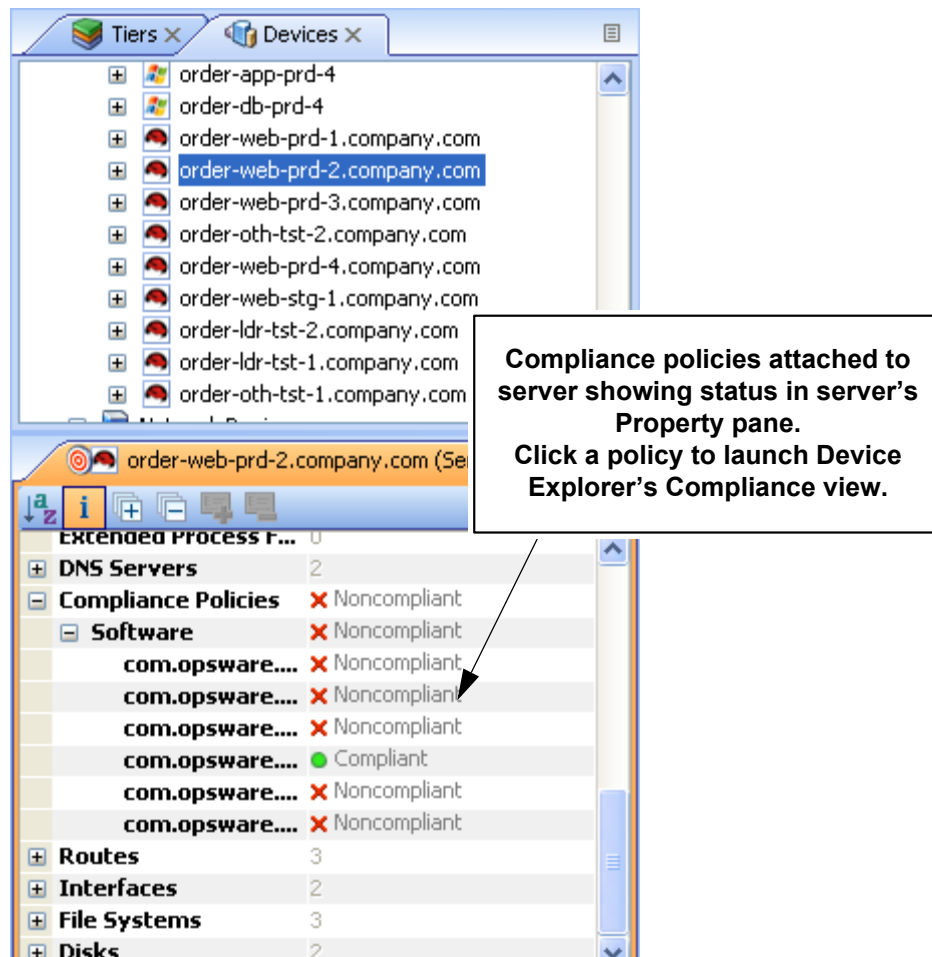 Tiers
Devices
order-app-prd-4
order-db-prd-4
order-web-prd-1.company.com
order-web-prd-2.company.com
order-web-prd-3.company.com
order-oth-tst-2.company.com
order-web-prd-4.company.com
order-web-stg-1.company.com
order-ldr-tst-2.company.com
order-ldr-tst-1.company.com
order-oth-tst-1.company.com
Compliance policies attached to
server showing status in server's
Property pane.
Click a policy to launch Device
Explorer's Compliance view.
order-web-prd-2.company.com (Se
Extended Process F... 0
DNS Servers 2
Compliance Policies Noncompliant
Software Noncompliant
com.opsware.... Noncompliant
com.opsware.... Noncompliant
com.opsware.... Noncompliant
com.opsware.... Compliant
com.opsware.... Noncompliant
com.opsware.... Noncompliant
Routes 3
Interfaces 2
File Systems 3
Disks 2